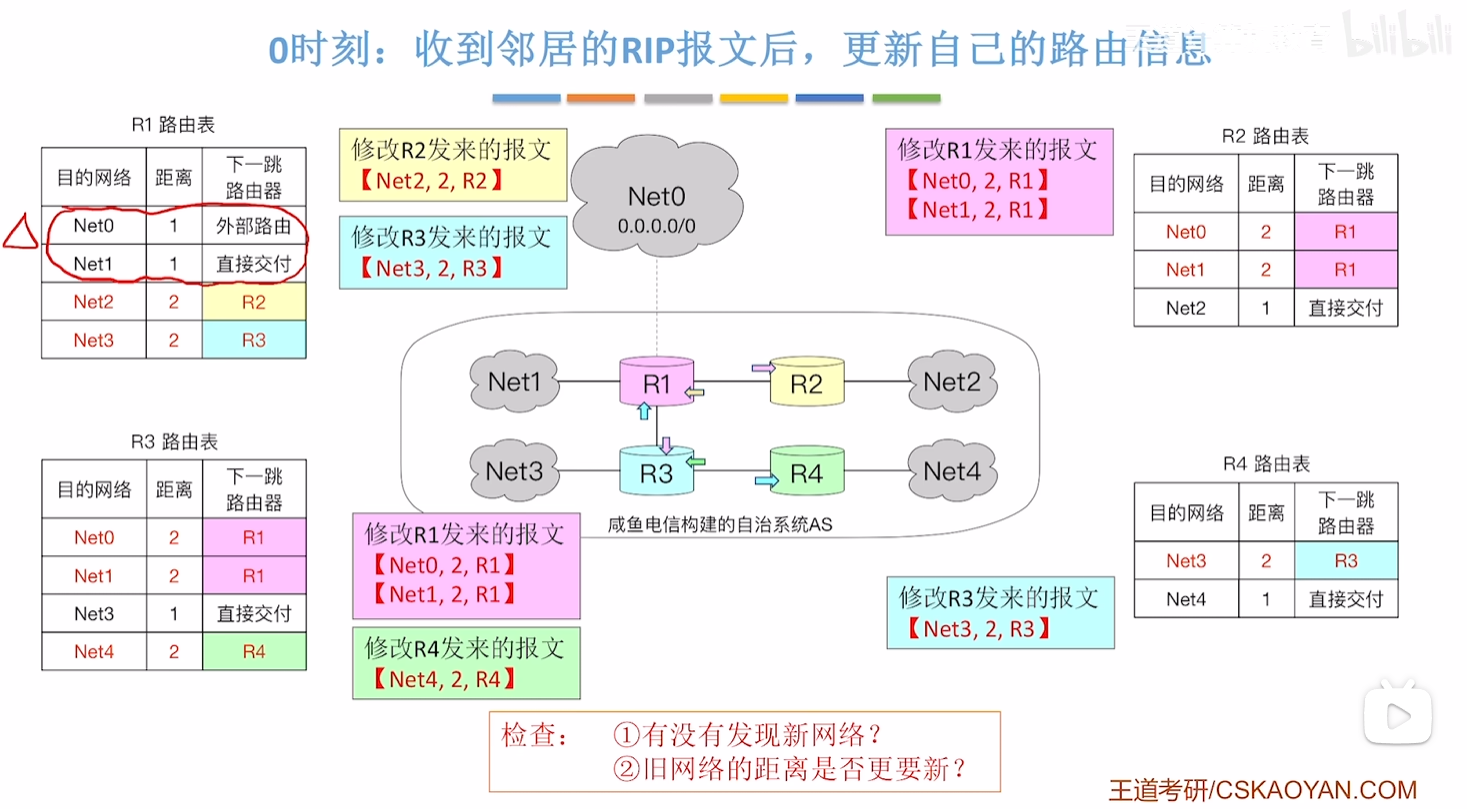 0时刻：收到邻居的RIP报文后，更新自己的路由信息
bilibili
R1 路由表
目的网络 距离 下一跳路由器
Net0 1 外部路由
Net1 1 直接交付
Net2 2 R2
Net3 2 R3
修改R2发来的报文
【Net2, 2, R2】
修改R3发来的报文
【Net3, 2, R3】
Net0
0.0.0.0/0
修改R1发来的报文
【Net0, 2, R1】
【Net1, 2, R1】
R2 路由表
目的网络 距离 下一跳路由器
Net0 2 R1
Net1 2 R1
Net2 1 直接交付
Net1 R1 R2 Net2
Net3 R3 R4 Net4
咸鱼电信构建的自治系统AS
R3 路由表
目的网络 距离 下一跳路由器
Net0 2 R1
Net1 2 R1
Net3 1 直接交付
Net4 2 R4
修改R1发来的报文
【Net0, 2, R1】
【Net1, 2, R1】
修改R4发来的报文
【Net4, 2, R4】
修改R3发来的报文
【Net3, 2, R3】
R4 路由表
目的网络 距离 下一跳路由器
Net3 2 R3
Net4 1 直接交付
检查： ①有没有发现新网络？
②旧网络的距离是否更要新？
王道考研/CSKAOYAN.COM